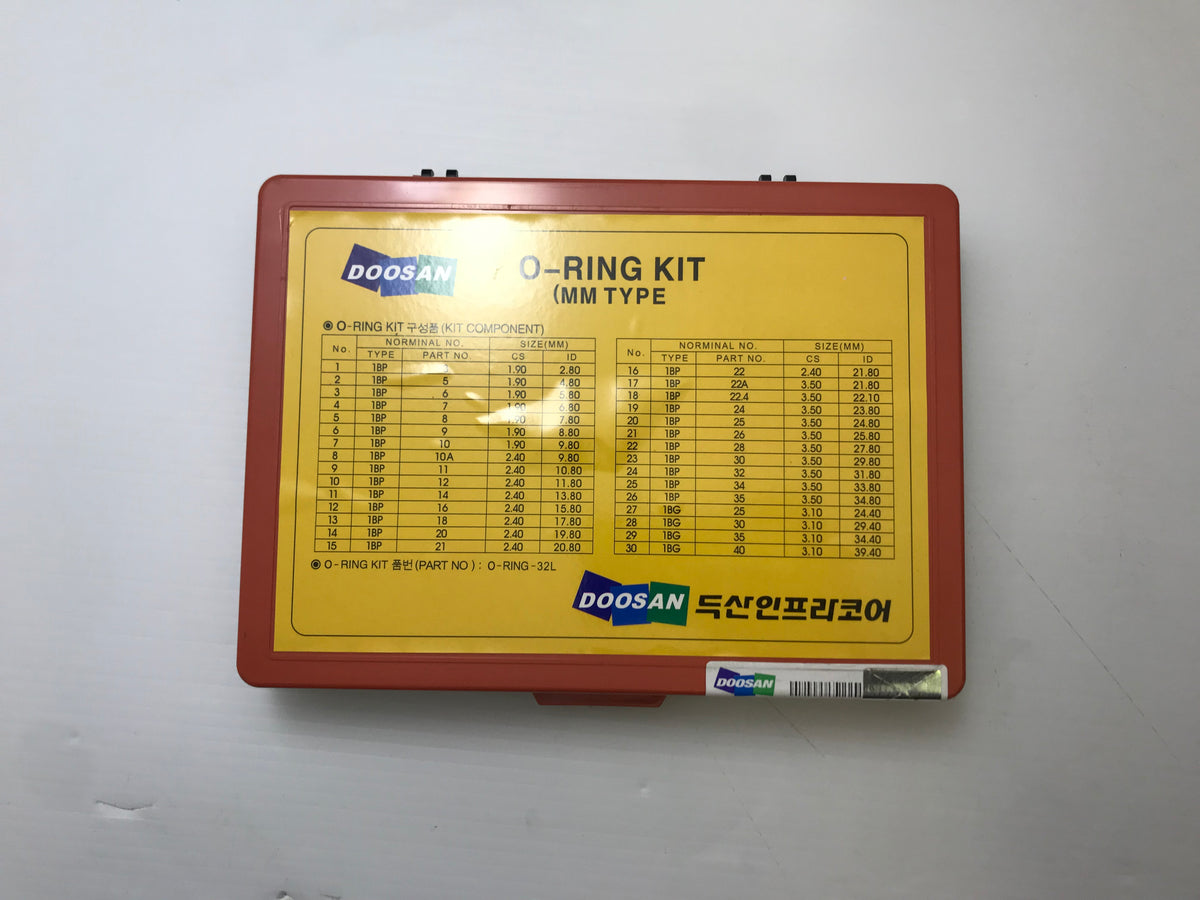 DOOSAN
O-RING KIT
(MM TYPE
◉ O-RING KIT 구성품 (KIT COMPONENT)
No. NORMINAL NO. SIZE(MM)
TYPE PART NO. CS ID
1 1BP 1.90 2.80
2 1BP 5 1.90 4.80
3 1BP 6 1.90 5.80
4 1BP 7 1.90 6.80
5 1BP 8 1.90 7.80
6 1BP 9 1.90 8.80
7 1BP 10 1.90 9.80
8 1BP 10A 2.40 9.80
9 1BP 11 2.40 10.80
10 1BP 12 2.40 11.80
11 1BP 14 2.40 13.80
12 1BP 16 2.40 15.80
13 1BP 18 2.40 17.80
14 1BP 20 2.40 19.80
15 1BP 21 2.40 20.80
No. NORMINAL NO. SIZE(MM)
TYPE PART NO. CS ID
16 1BP 22 2.40 21.80
17 1BP 22A 3.50 21.80
18 1BP 22.4 3.50 22.10
19 1BP 24 3.50 23.80
20 1BP 25 3.50 24.80
21 1BP 26 3.50 25.80
22 1BP 28 3.50 27.80
23 1BP 30 3.50 29.80
24 1BP 32 3.50 31.80
25 1BP 34 3.50 33.80
26 1BP 35 3.50 34.80
27 1BG 25 3.10 24.40
28 1BG 30 3.10 29.40
29 1BG 35 3.10 34.40
30 1BG 40 3.10 39.40
◉ O-RING KIT 품번(PART NO) : O-RING-32L
DOOSAN 두산인프라코어
DOOSAN